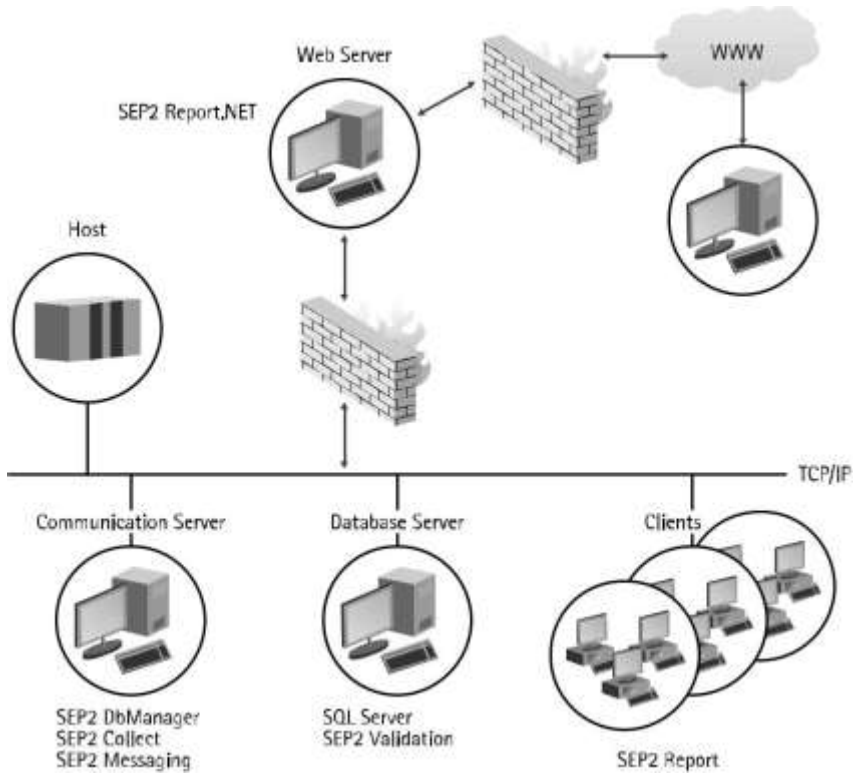 Web Server
WWW
SEP2 Report.NET
Host
TCP/IP
Communication Server
Database Server
Clients
SEP2 DbManager
SEP2 Collect
SEP2 Messaging
SQL Server
SEP2 Validation
SEP2 Report